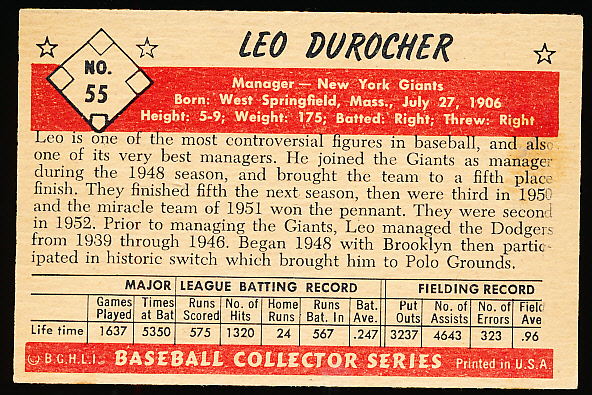 LEO DUROCHER
NO.
55
Manager — New York Giants
Born: West Springfield, Mass., July 27, 1906
Height: 5-9; Weight: 175; Batted: Right; Threw: Right
Leo is one of the most controversial figures in baseball, and also
one of its very best managers. He joined the Giants as manager
during the 1948 season, and brought the team to a fifth place
finish. They finished fifth the next season, then were third in 1950
and the miracle team of 1951 won the pennant. They were second
in 1952. Prior to managing the Giants, Leo managed the Dodgers
from 1939 through 1946. Began 1948 with Brooklyn then partic-
ipated in historic switch which brought him to Polo Grounds.
MAJOR LEAGUE BATTING RECORD FIELDING RECORD
Games Times Runs No. of Home Runs Bat. Put No. of No. of Field
Played at Bat Scored Hits Runs Bat. In Ave. Outs Assists Errors Ave
Life time 1637 5350 575 1320 24 567 .247 3237 4643 323 .96
© B.G.H.L.I. BASEBALL COLLECTOR SERIES Printed in U.S.A.